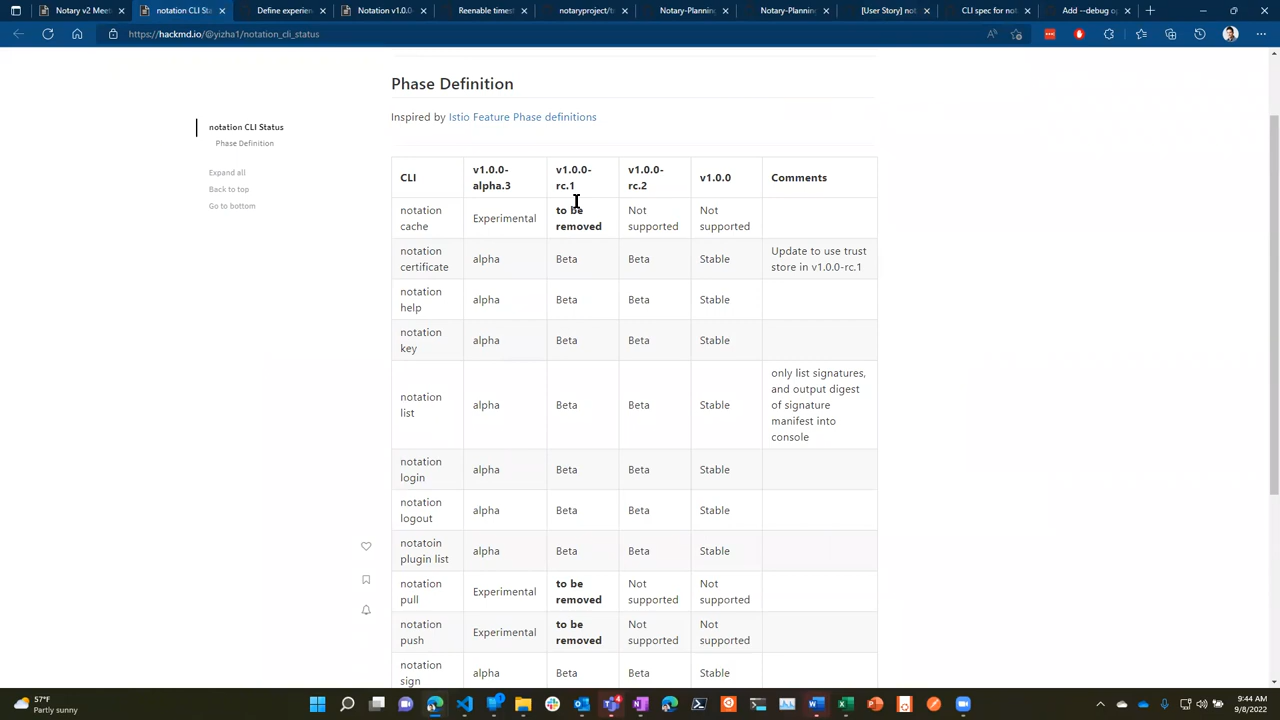 Notary v2 Meet
notation CLI Sta
Define experien
Notation v1.0.0
Reenable timest
notaryproject/t
Notary-Planning
Notary-Planning
[User Story] not
CLI spec for not
Add --debug op
https://hackmd.io/@yizha1/notation_cli_status
Phase Definition
Inspired by Istio Feature Phase definitions
notation CLI Status
Phase Definition
Expand all
Back to top
Go to bottom
CLI
v1.0.0-
alpha.3
v1.0.0-
rc.1
v1.0.0-
rc.2
v1.0.0
Comments
notation
cache
Experimental
to be
removed
Not
supported
Not
supported
notation
certificate
alpha
Beta
Beta
Stable
Update to use trust
store in v1.0.0-rc.1
notation
help
alpha
Beta
Beta
Stable
notation
key
alpha
Beta
Beta
Stable
notation
list
alpha
Beta
Beta
Stable
only list signatures,
and output digest
of signature
manifest into
console
notation
login
alpha
Beta
Beta
Stable
notation
logout
alpha
Beta
Beta
Stable
notatoin
plugin list
alpha
Beta
Beta
Stable
notation
pull
Experimental
to be
removed
Not
supported
Not
supported
notation
push
Experimental
to be
removed
Not
supported
Not
supported
notation
sign
alpha
Beta
Beta
Stable
57°F
Partly sunny
9:44 AM
9/8/2022